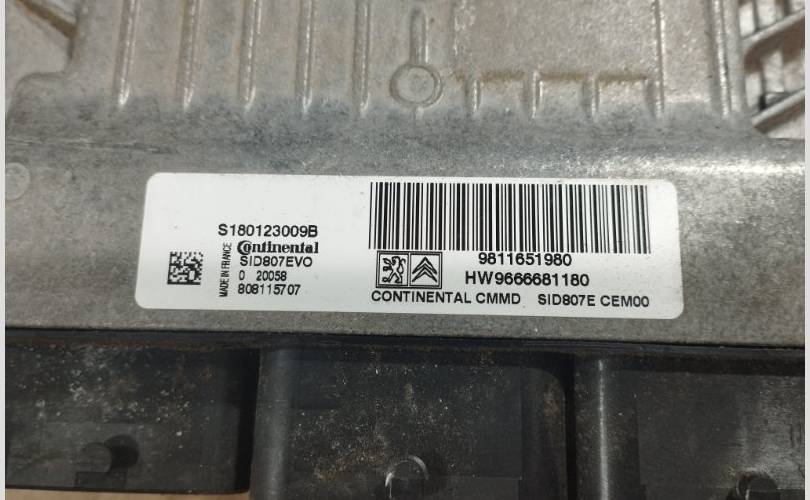 S180123009B
Continental
SID807EVO
0 20058
808115707
MADE IN FRANCE
9811651980
HW9666681180
CONTINENTAL CMMD SID807E CEM00